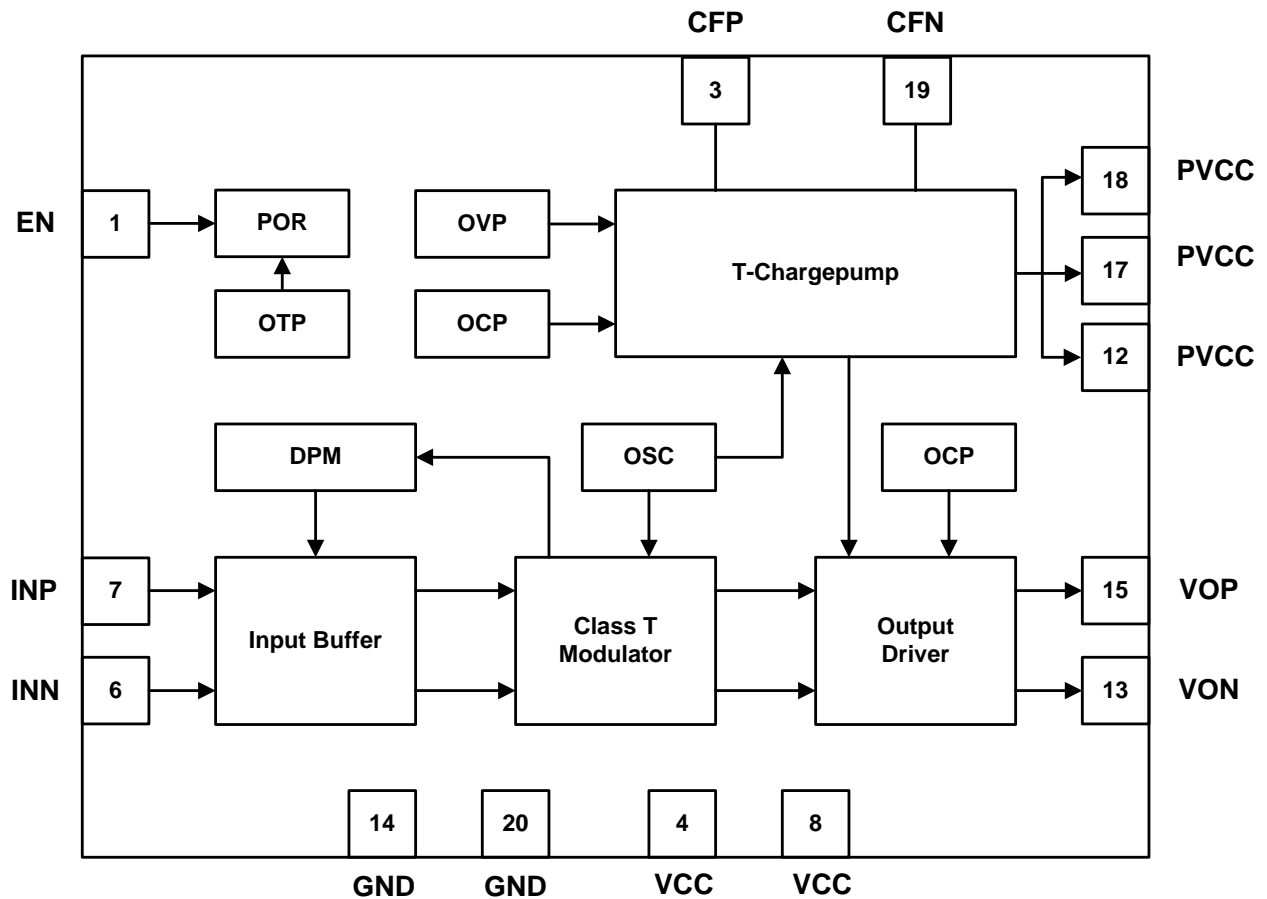 CFP
CFN
3
19
18
PVCC
EN
1
POR
OVP
T-Chargepump
17
PVCC
OTP
OCP
12
PVCC
DPM
OSC
OCP
INP
7
Input Buffer
Class T
Modulator
Output
Driver
15
VOP
INN
6
13
VON
14
20
4
8
GND
GND
VCC
VCC